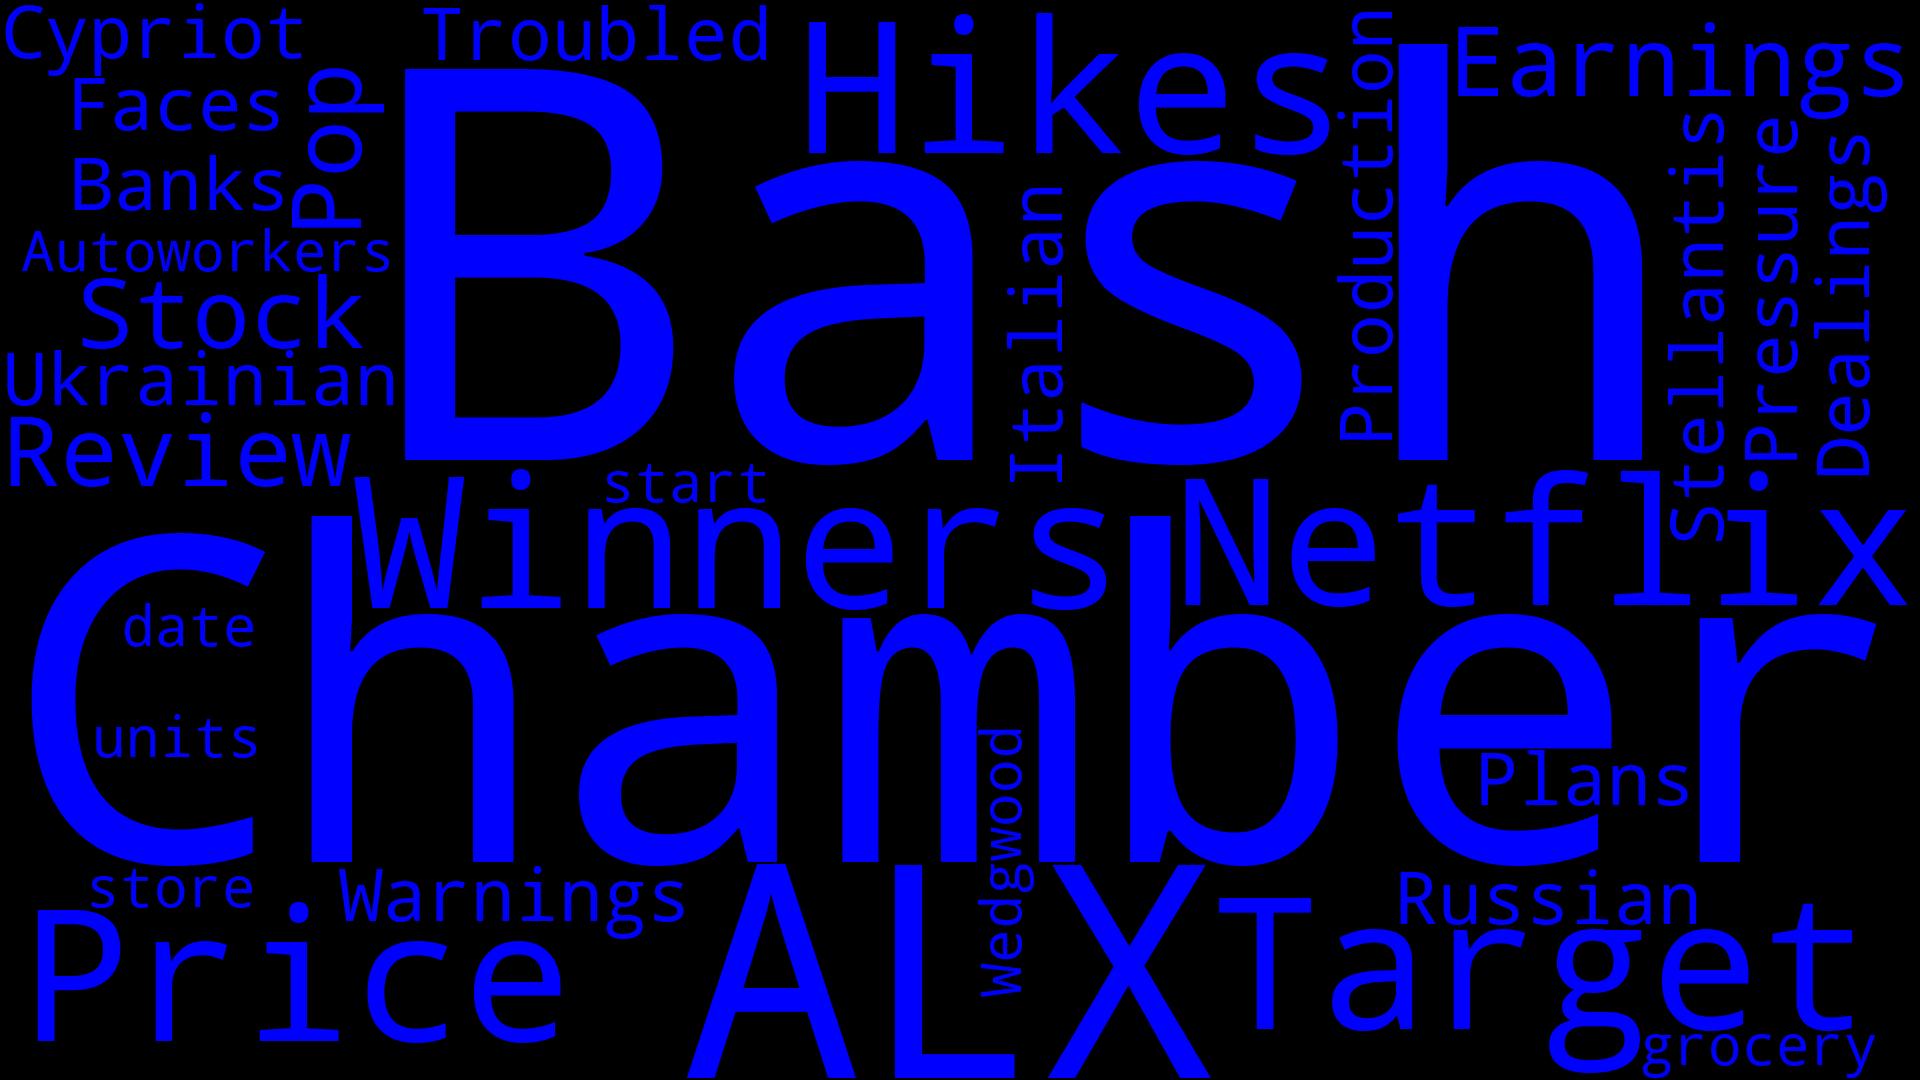 Cypriot
Troubled
Hikes
Production
Earnings
Faces
Pop
Bash
Banks
Stellantis
Pressure
Dealings
Italian
Autoworkers
Stock
Ukrainian
Review
start
Winners
Netflix
Chamber
date
units
Wedgwood
Plans
store
Warnings
Russian
Price
ALX
Target
grocery